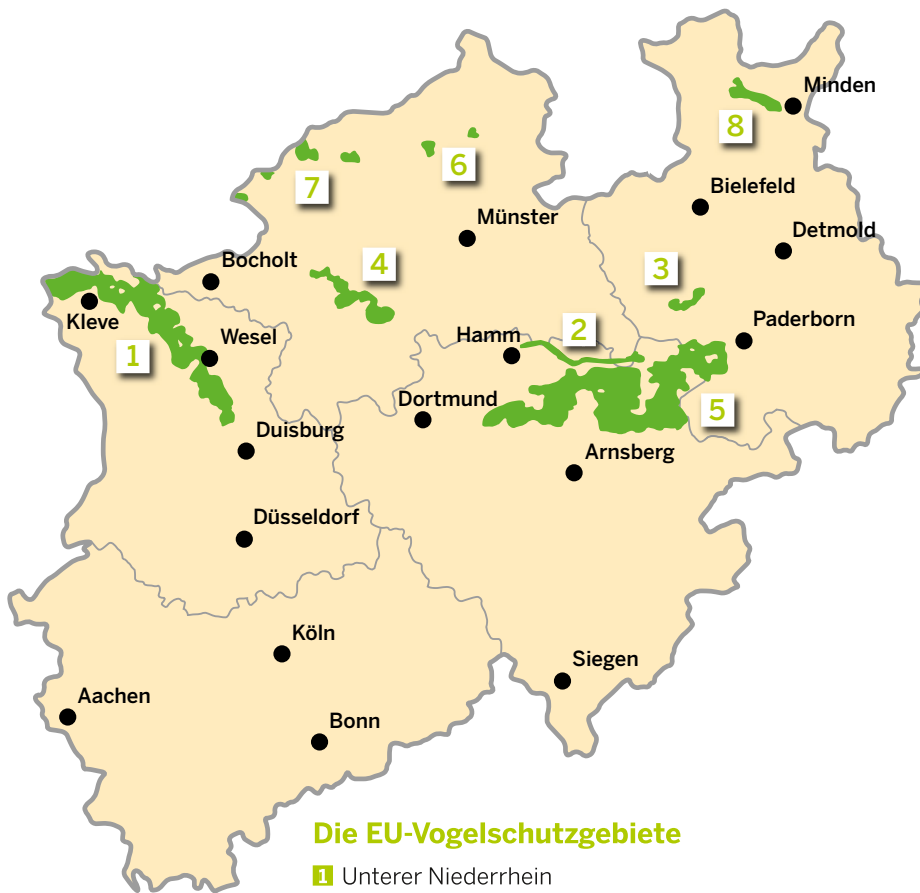 Minden
8
Bielefeld
6
7
Münster
Detmold
4
Bocholt
3
Kleve
Paderborn
2
Hamm
1
Wesel
Dortmund
5
Duisburg
Arnsberg
Düsseldorf
Köln
Siegen
Aachen
Bonn
Die EU-Vogelschutzgebiete
1 Unterer Niederrhein